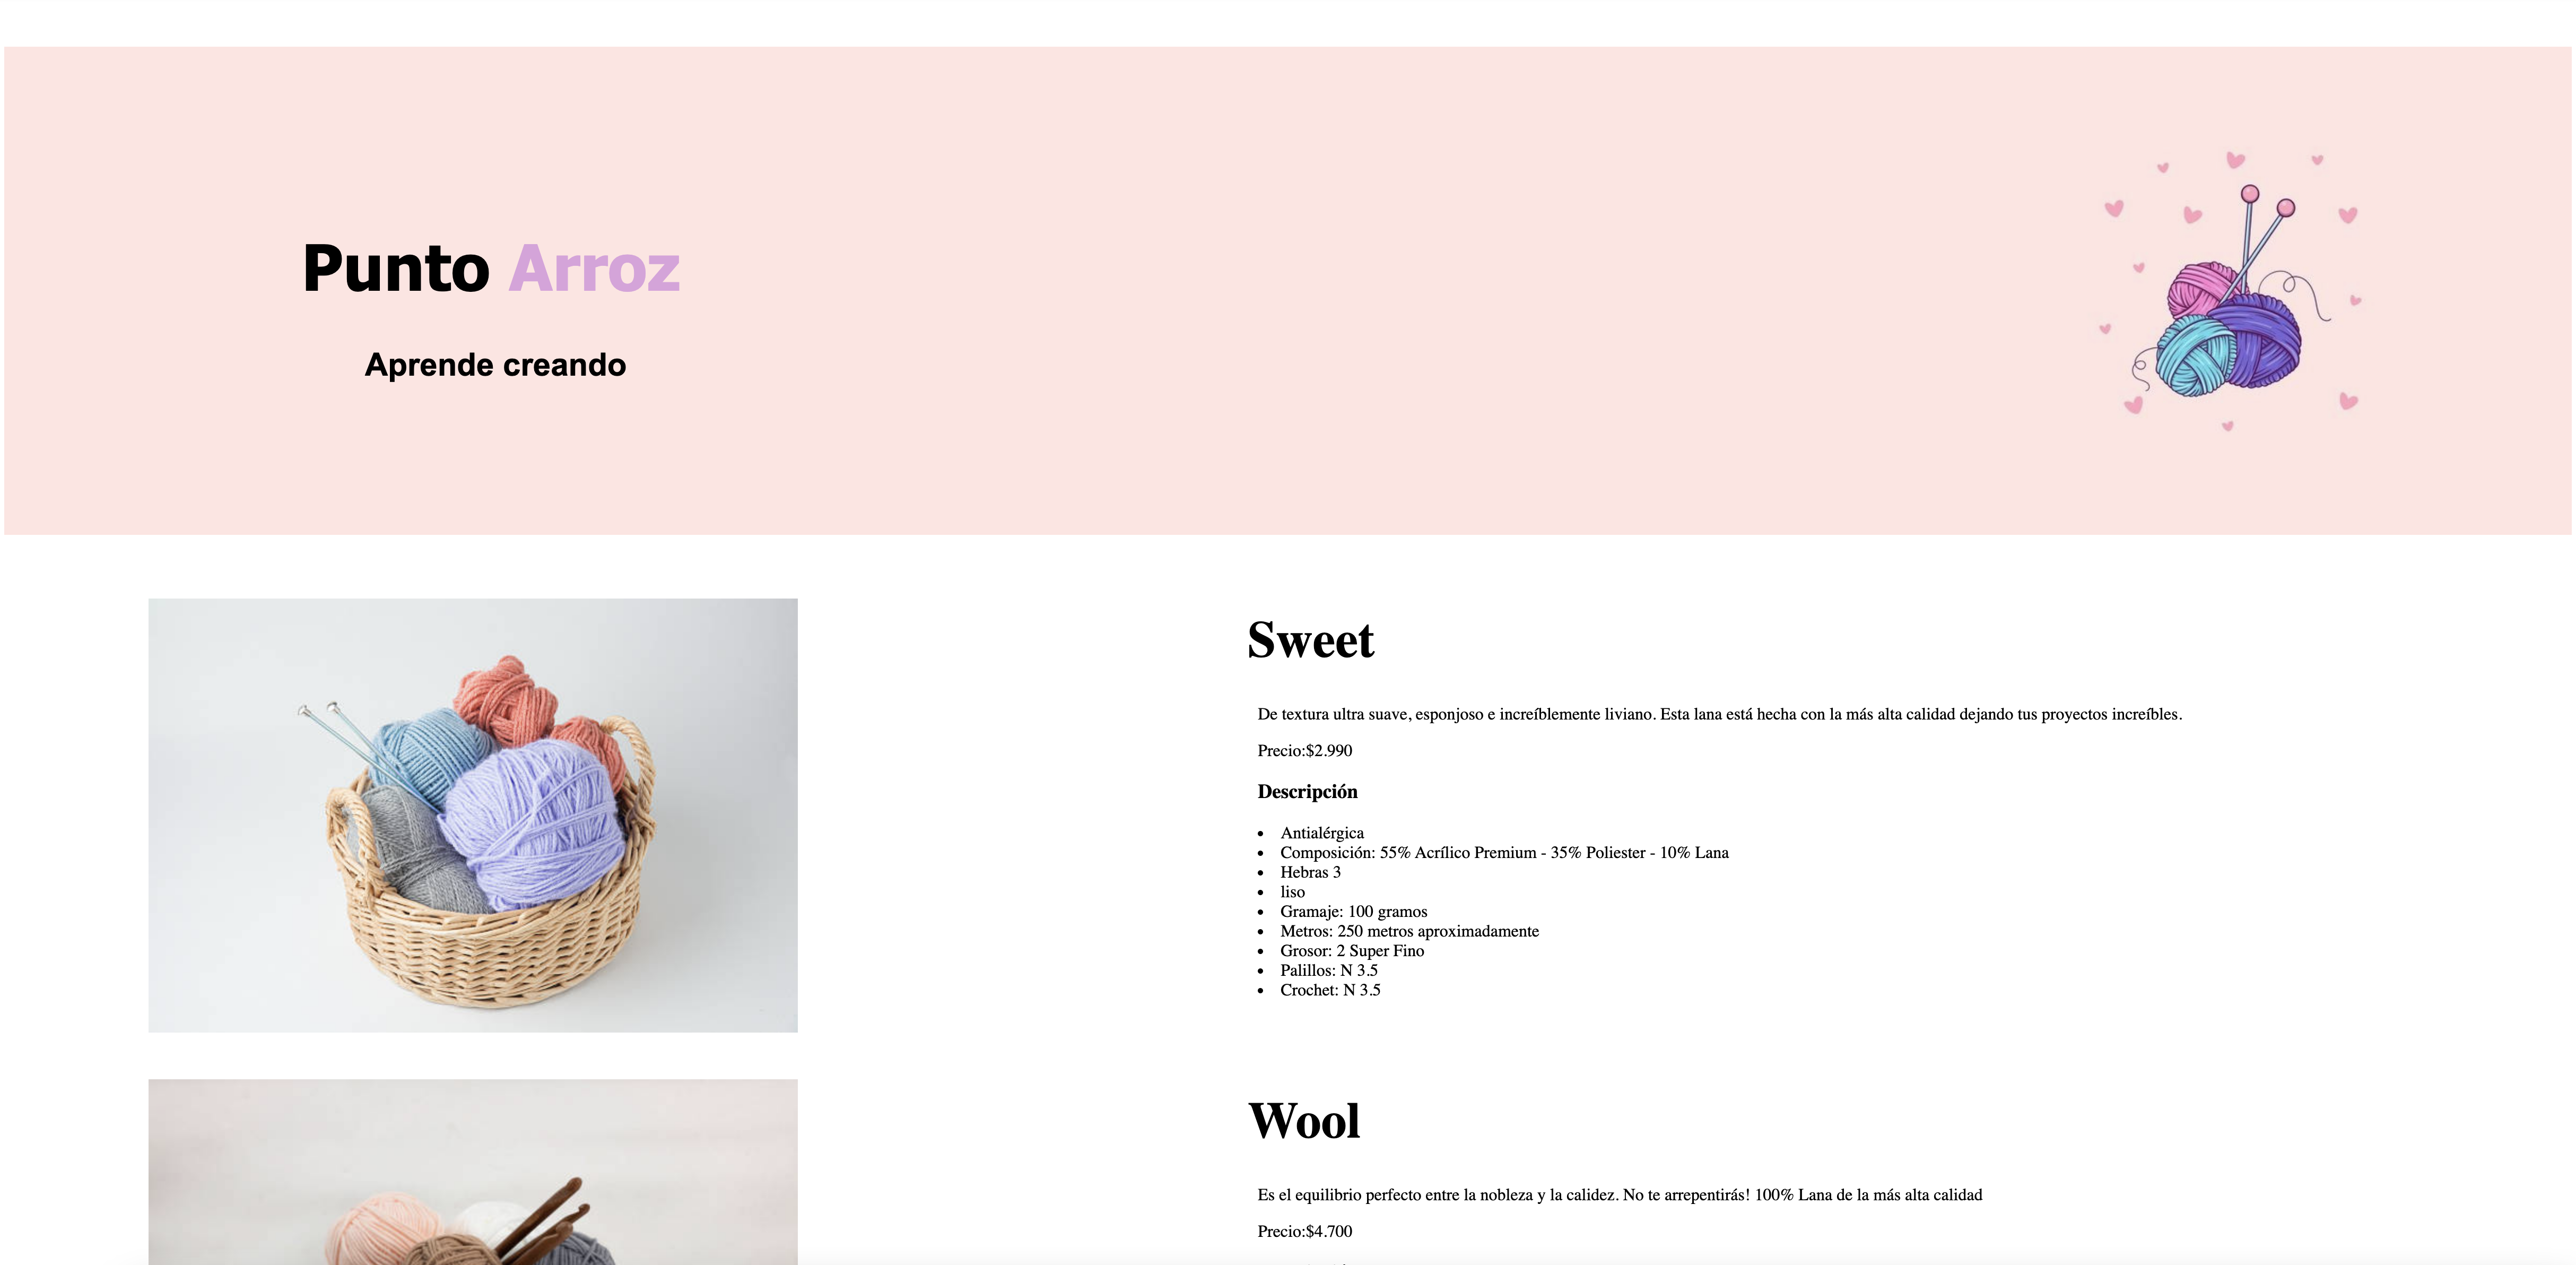 Punto Arroz
Aprende creando
Sweet
De textura ultra suave, esponjoso e increíblemente liviano. Esta lana está hecha con la más alta calidad dejando tus proyectos increíbles.
Precio:$2.990
Descripción
• Antialérgica
• Composición: 55% Acrílico Premium - 35% Poliester - 10% Lana
• Hebras 3
• liso
• Gramaje: 100 gramos
• Metros: 250 metros aproximadamente
• Grosor: 2 Super Fino
• Palillos: N 3.5
• Crochet: N 3.5
Wool
Es el equilibrio perfecto entre la nobleza y la calidez. No te arrepentirás! 100% Lana de la más alta calidad
Precio:$4.700